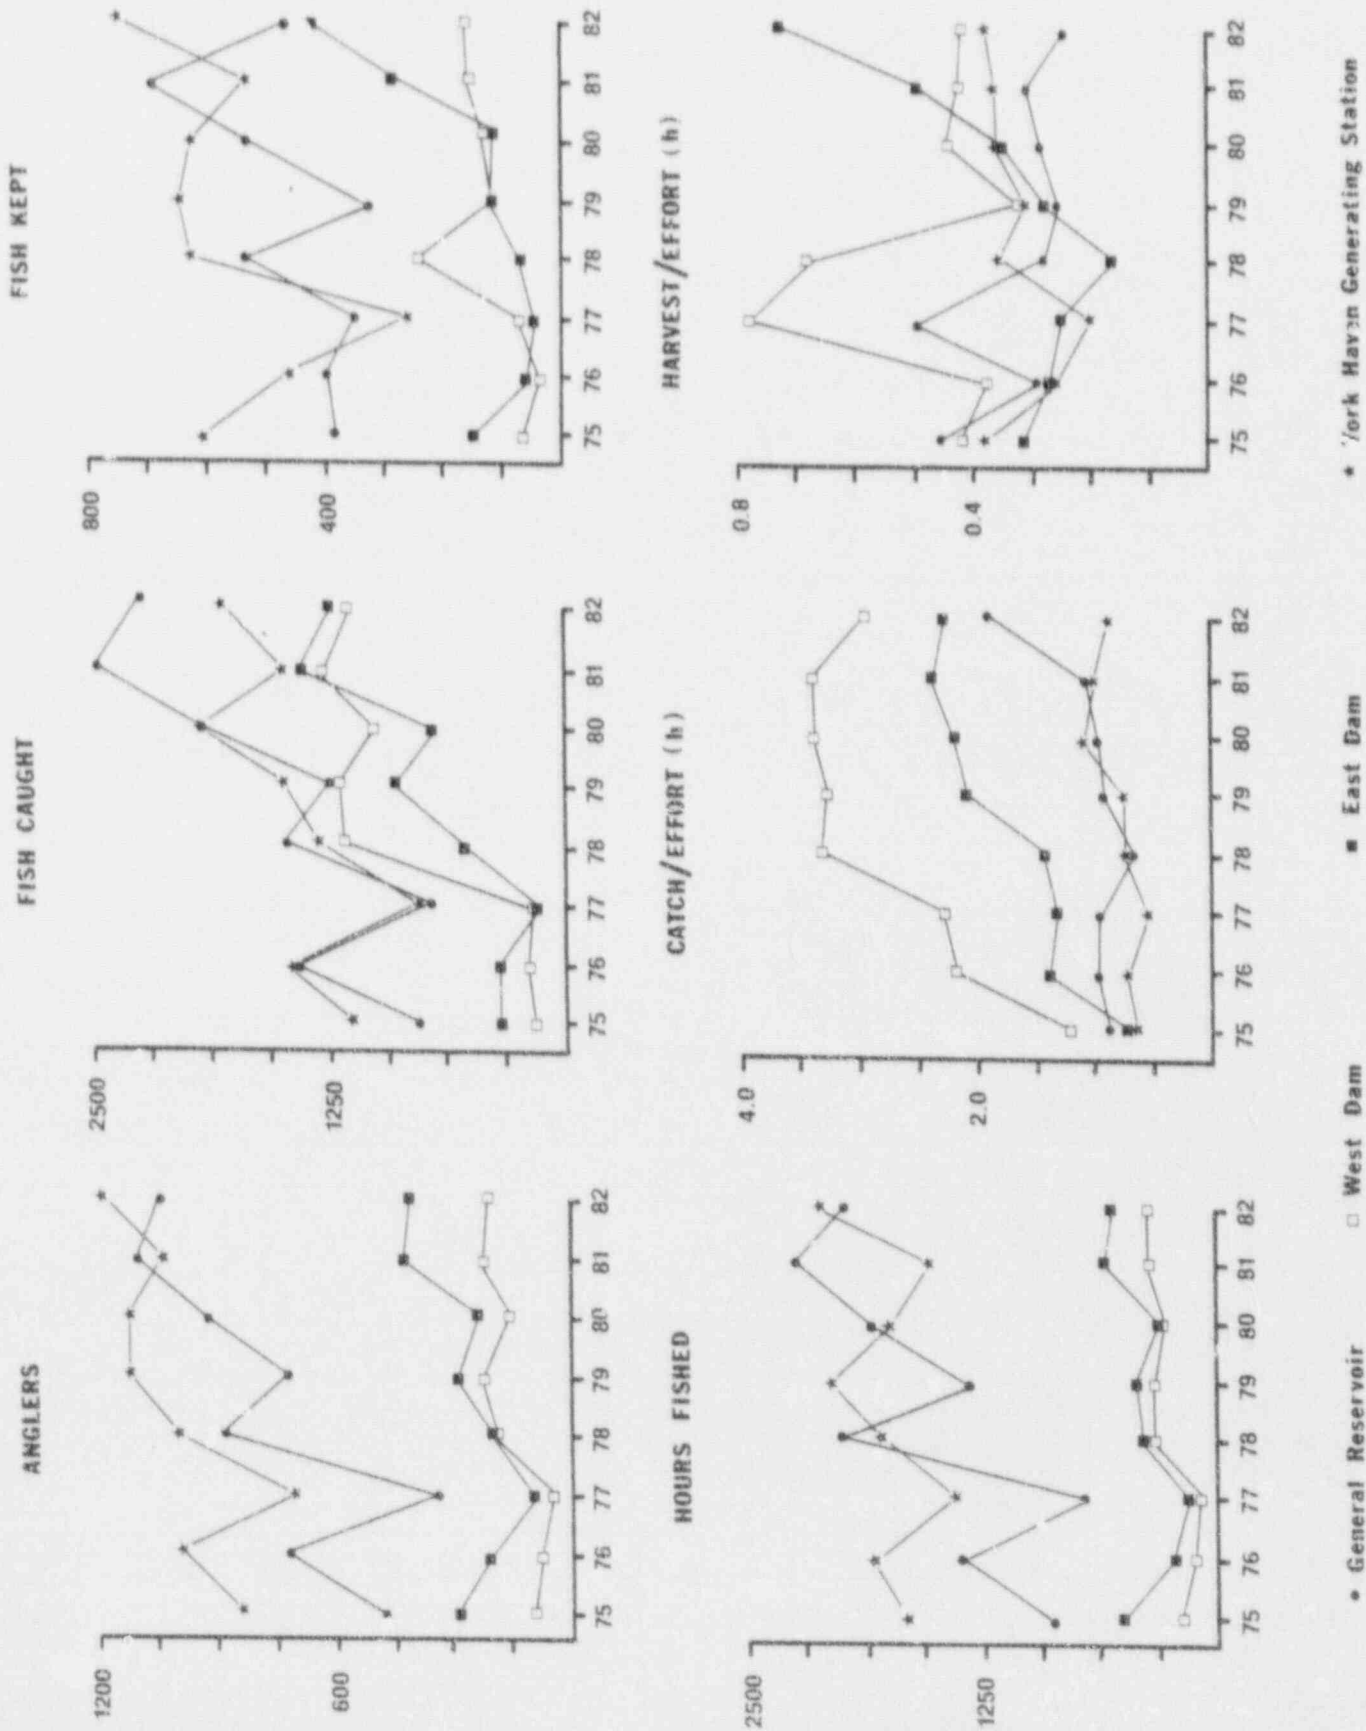 ANGLERS
1200
600
75 76 77 78 79 80 81 82
FISH CAUGHT
2500
1250
75 76 77 78 79 80 81 82
FISH KEPT
800
400
75 76 77 78 79 80 81 82
HOURS FISHED
2500
1250
75 76 77 78 79 80 81 82
CATCH/EFFORT (h)
4.0
2.0
75 76 77 78 79 80 81 82
HARVEST/EFFORT (h)
0.8
0.4
75 76 77 78 79 80 81 82
General Reservoir
West Dam
East Dam
York Haven Generating Station